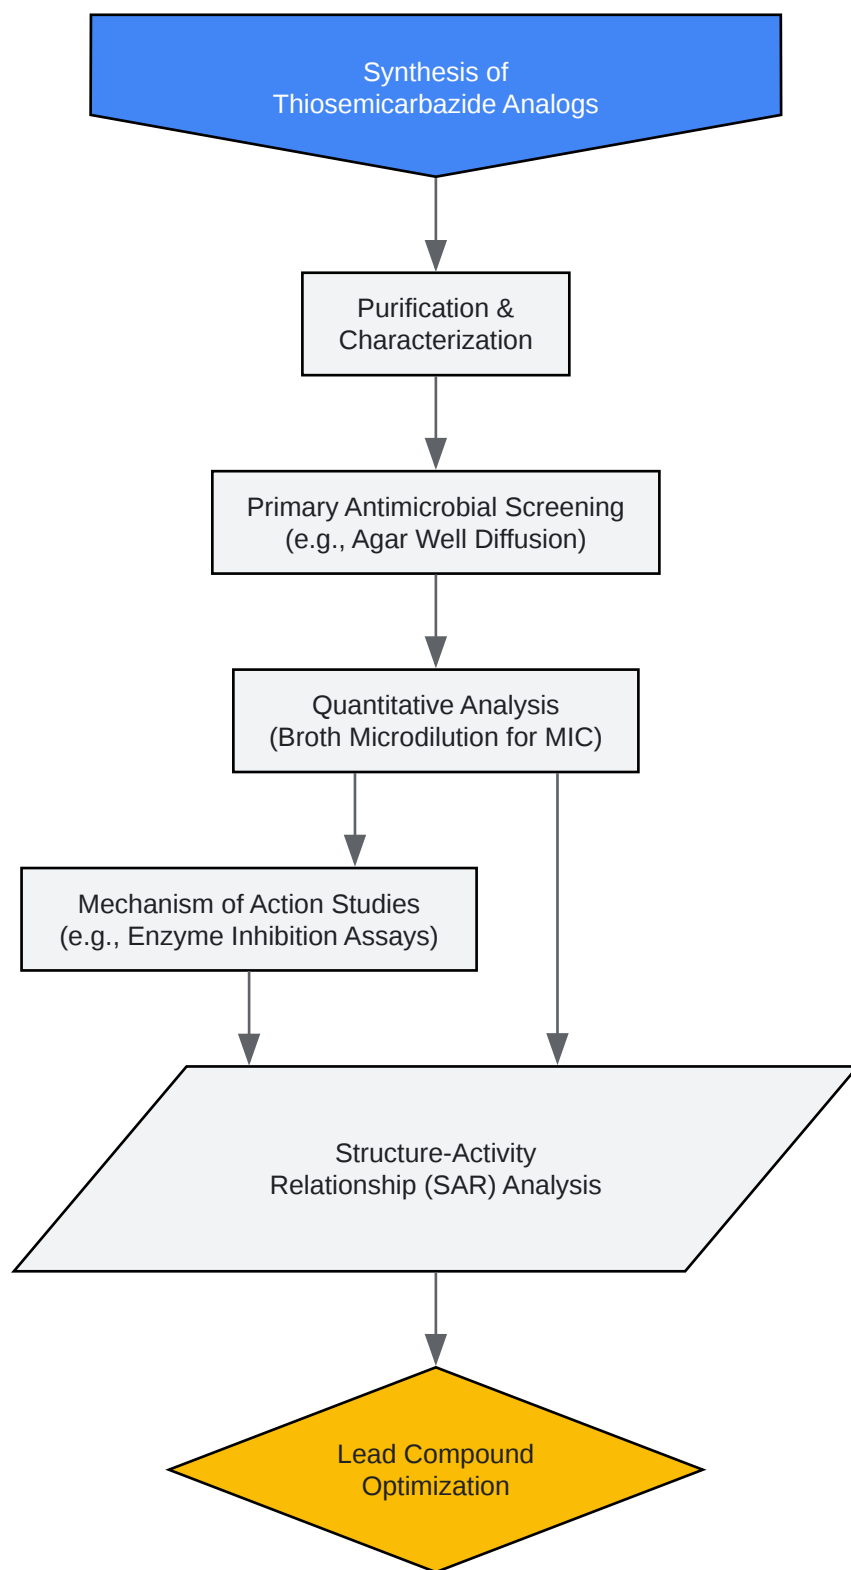 Synthesis of
Thiosemicarbazide Analogs
Purification &
Characterization
Primary Antimicrobial Screening
(e.g., Agar Well Diffusion)
Quantitative Analysis
(Broth Microdilution for MIC)
Mechanism of Action Studies
(e.g., Enzyme Inhibition Assays)
Structure-Activity
Relationship (SAR) Analysis
Lead Compound
Optimization